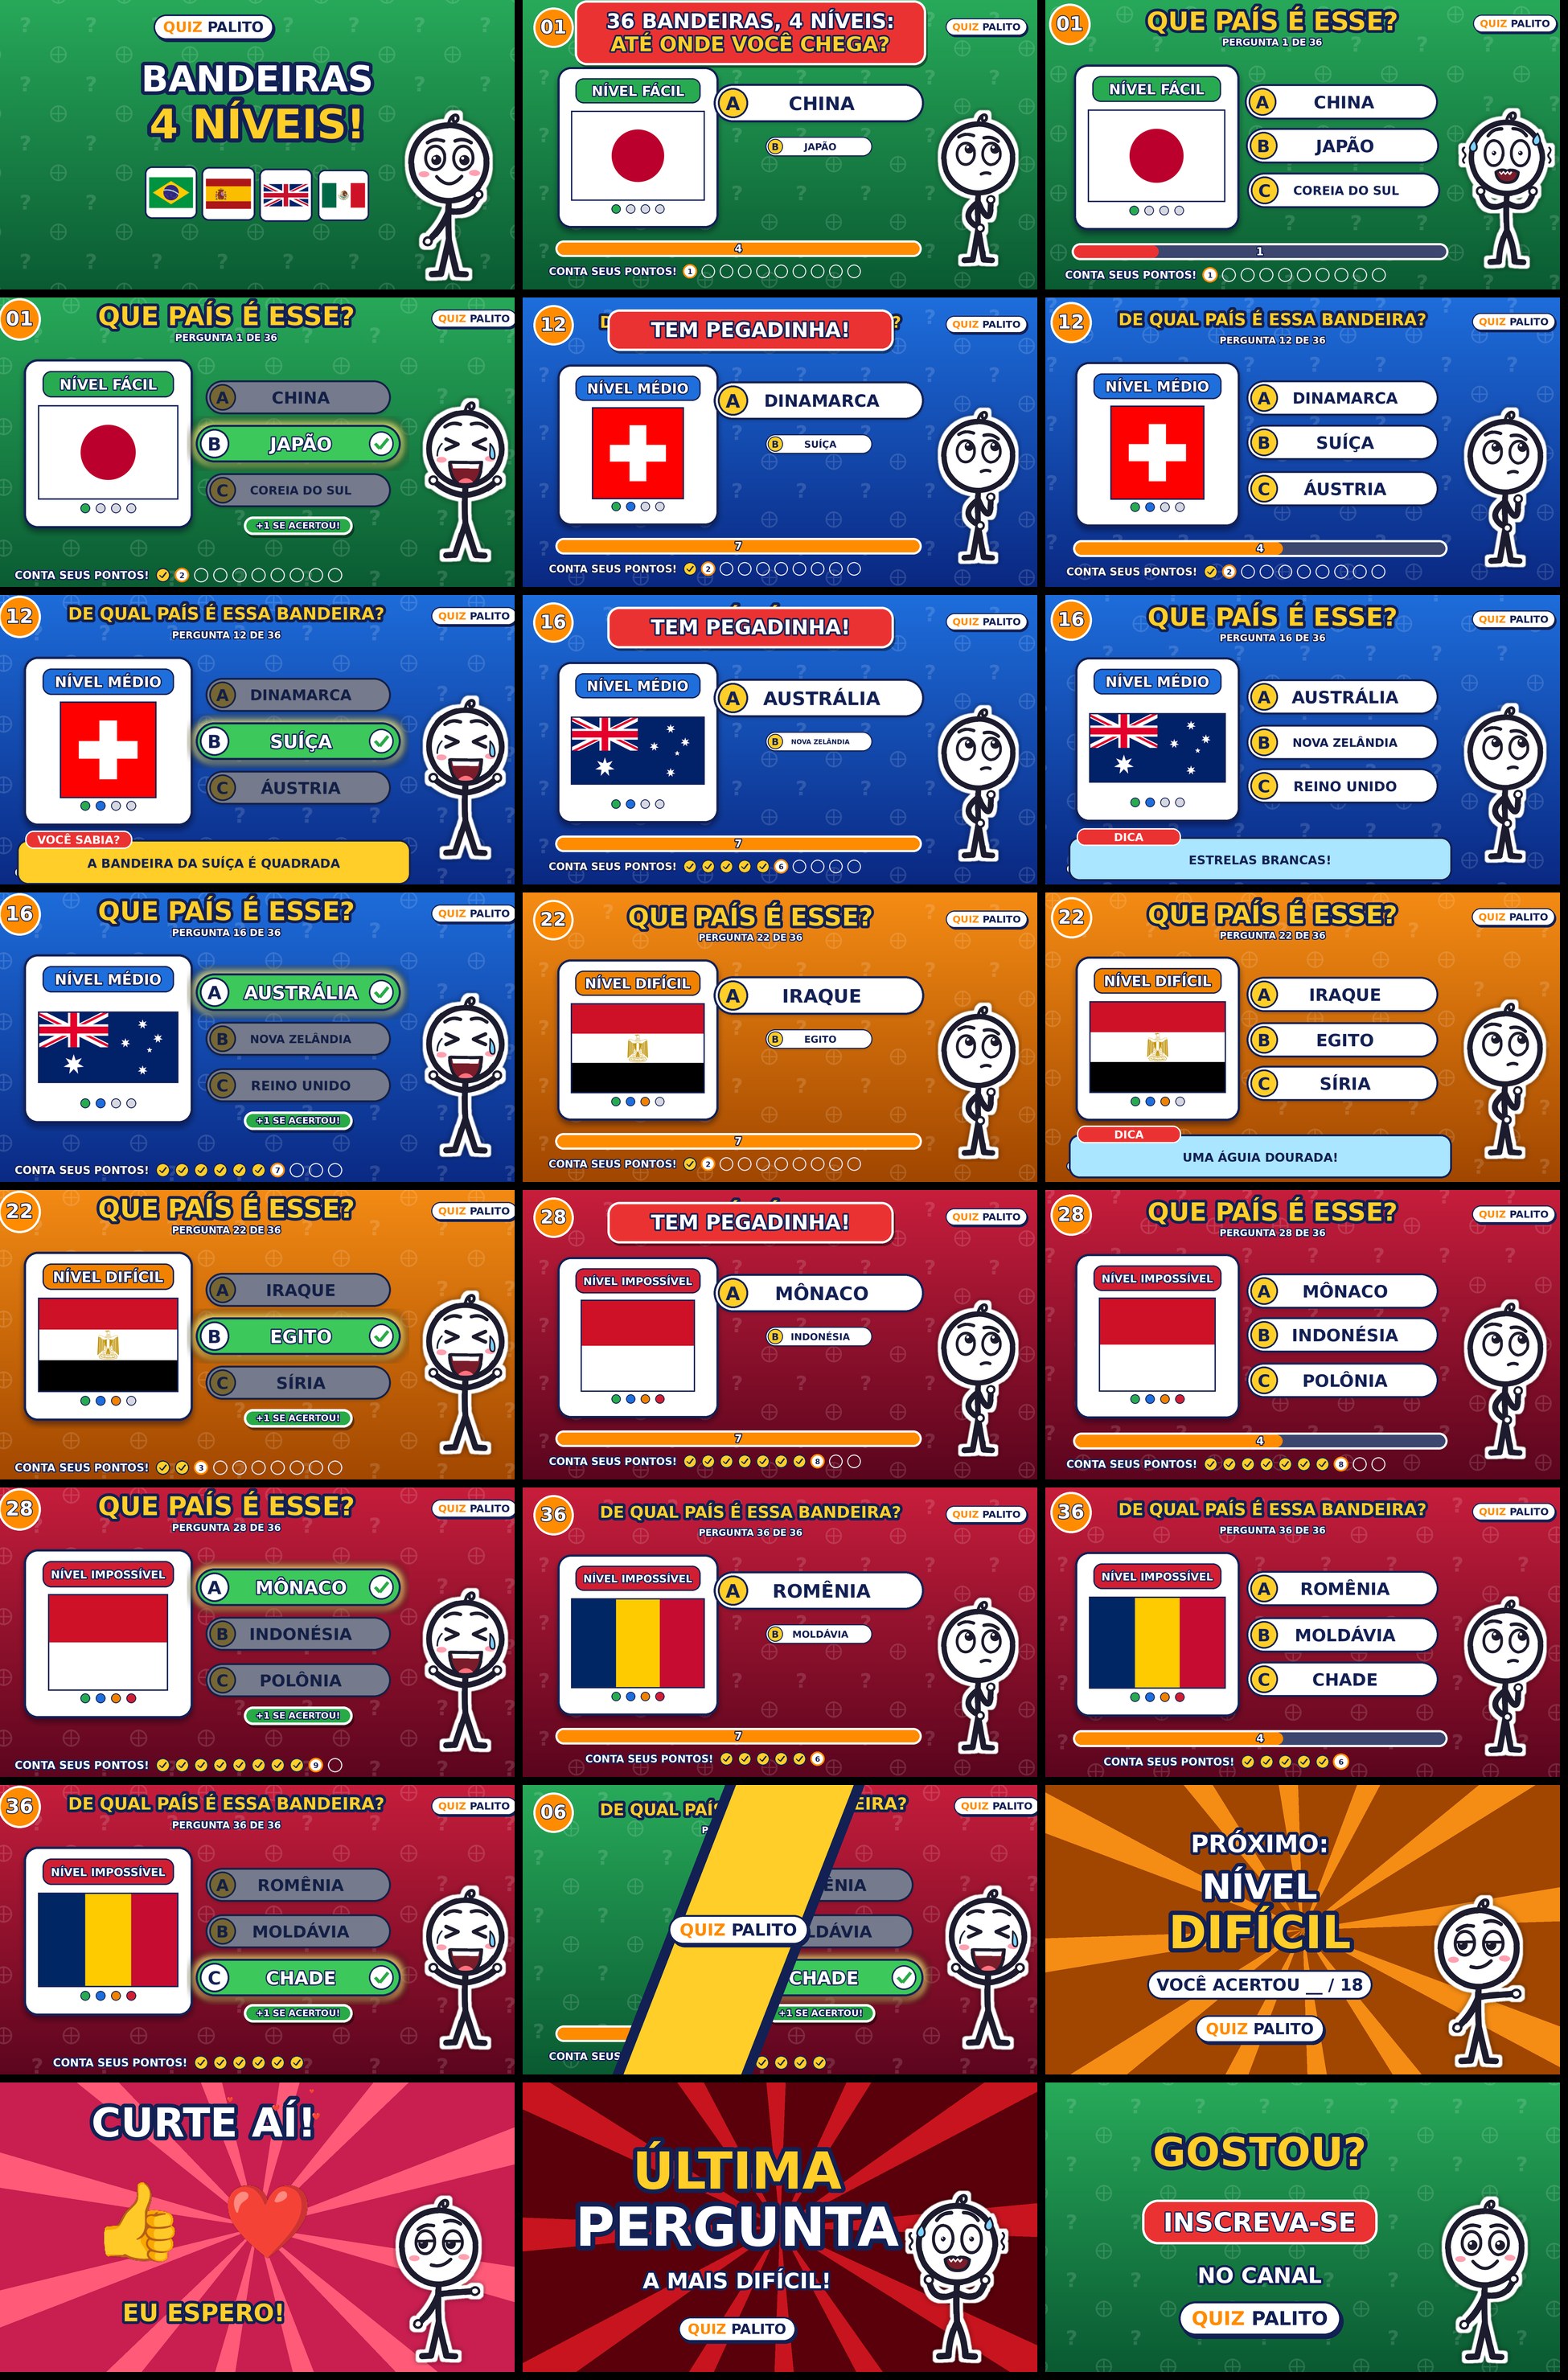 QUIZ PALITO
BANDEIRAS
4 NÍVEIS!
01
36 BANDEIRAS, 4 NÍVEIS:
ATÉ ONDE VOCÊ CHEGA?
QUIZ PALITO
NÍVEL FÁCIL
A CHINA
B JAPÃO
4
CONTA SEUS PONTOS! 1
01
QUE PAÍS É ESSE?
PERGUNTA 1 DE 36
QUIZ PALITO
NÍVEL FÁCIL
A CHINA
B JAPÃO
C COREIA DO SUL
1
CONTA SEUS PONTOS! 1
01
QUE PAÍS É ESSE?
PERGUNTA 1 DE 36
QUIZ PALITO
NÍVEL FÁCIL
A CHINA
B JAPÃO
C COREIA DO SUL
+1 SE ACERTOU!
CONTA SEUS PONTOS! 2
12
TEM PEGADINHA!
QUIZ PALITO
NÍVEL MÉDIO
A DINAMARCA
B SUÍÇA
7
CONTA SEUS PONTOS! 2
12
DE QUAL PAÍS É ESSA BANDEIRA?
PERGUNTA 12 DE 36
QUIZ PALITO
NÍVEL MÉDIO
A DINAMARCA
B SUÍÇA
C ÁUSTRIA
4
CONTA SEUS PONTOS! 2
12
DE QUAL PAÍS É ESSA BANDEIRA?
PERGUNTA 12 DE 36
QUIZ PALITO
NÍVEL MÉDIO
A DINAMARCA
B SUÍÇA
C ÁUSTRIA
VOCÊ SABIA?
A BANDEIRA DA SUÍÇA É QUADRADA
16
TEM PEGADINHA!
QUIZ PALITO
NÍVEL MÉDIO
A AUSTRÁLIA
B NOVA ZELÂNDIA
7
CONTA SEUS PONTOS! 6
16
QUE PAÍS É ESSE?
PERGUNTA 16 DE 36
QUIZ PALITO
NÍVEL MÉDIO
A AUSTRÁLIA
B NOVA ZELÂNDIA
C REINO UNIDO
DICA
ESTRELAS BRANCAS!
16
QUE PAÍS É ESSE?
PERGUNTA 16 DE 36
QUIZ PALITO
NÍVEL MÉDIO
A AUSTRÁLIA
B NOVA ZELÂNDIA
C REINO UNIDO
+1 SE ACERTOU!
CONTA SEUS PONTOS! 7
22
QUE PAÍS É ESSE?
PERGUNTA 22 DE 36
QUIZ PALITO
NÍVEL DIFÍCIL
A IRAQUE
B EGITO
7
CONTA SEUS PONTOS! 2
22
QUE PAÍS É ESSE?
PERGUNTA 22 DE 36
QUIZ PALITO
NÍVEL DIFÍCIL
A IRAQUE
B EGITO
C SÍRIA
DICA
UMA ÁGUIA DOURADA!
22
QUE PAÍS É ESSE?
PERGUNTA 22 DE 36
QUIZ PALITO
NÍVEL DIFÍCIL
A IRAQUE
B EGITO
C SÍRIA
+1 SE ACERTOU!
CONTA SEUS PONTOS! 3
28
TEM PEGADINHA!
QUIZ PALITO
NÍVEL IMPOSSÍVEL
A MÔNACO
B INDONÉSIA
7
CONTA SEUS PONTOS! 8
28
QUE PAÍS É ESSE?
PERGUNTA 28 DE 36
QUIZ PALITO
NÍVEL IMPOSSÍVEL
A MÔNACO
B INDONÉSIA
C POLÔNIA
4
CONTA SEUS PONTOS! 8
28
QUE PAÍS É ESSE?
PERGUNTA 28 DE 36
QUIZ PALITO
NÍVEL IMPOSSÍVEL
A MÔNACO
B INDONÉSIA
C POLÔNIA
+1 SE ACERTOU!
CONTA SEUS PONTOS! 9
36
DE QUAL PAÍS É ESSA BANDEIRA?
PERGUNTA 36 DE 36
QUIZ PALITO
NÍVEL IMPOSSÍVEL
A ROMÊNIA
B MOLDÁVIA
7
CONTA SEUS PONTOS! 6
36
DE QUAL PAÍS É ESSA BANDEIRA?
PERGUNTA 36 DE 36
QUIZ PALITO
NÍVEL IMPOSSÍVEL
A ROMÊNIA
B MOLDÁVIA
C CHADE
4
CONTA SEUS PONTOS! 6
36
DE QUAL PAÍS É ESSA BANDEIRA?
PERGUNTA 36 DE 36
QUIZ PALITO
NÍVEL IMPOSSÍVEL
A ROMÊNIA
B MOLDÁVIA
C CHADE
+1 SE ACERTOU!
CONTA SEUS PONTOS!
06
DE QUAL
QUIZ PALITO
QUIZ PALITO
CHADE
+1 SE ACERTOU!
CONTA
PRÓXIMO:
NÍVEL
DIFÍCIL
VOCÊ ACERTOU __ / 18
QUIZ PALITO
CURTE AÍ!
EU ESPERO!
ÚLTIMA
PERGUNTA
A MAIS DIFÍCIL!
QUIZ PALITO
GOSTOU?
INSCREVA-SE
NO CANAL
QUIZ PALITO